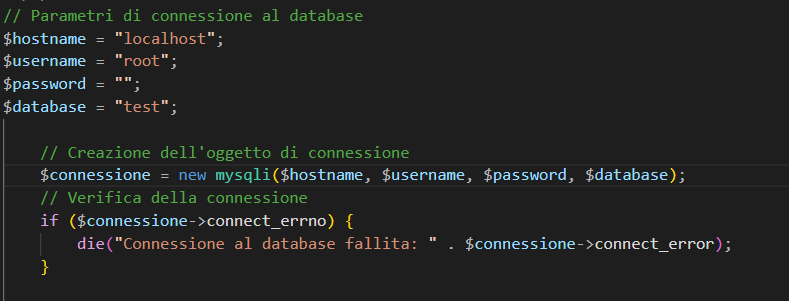 // Parametri di connessione al database
$hostname = "localhost";
$username = "root";
$password = "";
$database = "test";
// Creazione dell'oggetto di connessione
$connessione = new mysqli($hostname, $username, $password, $database);
// Verifica della connessione
if ($connessione->connect_errno) {
die("Connessione al database fallita: " . $connessione->connect_error);
}